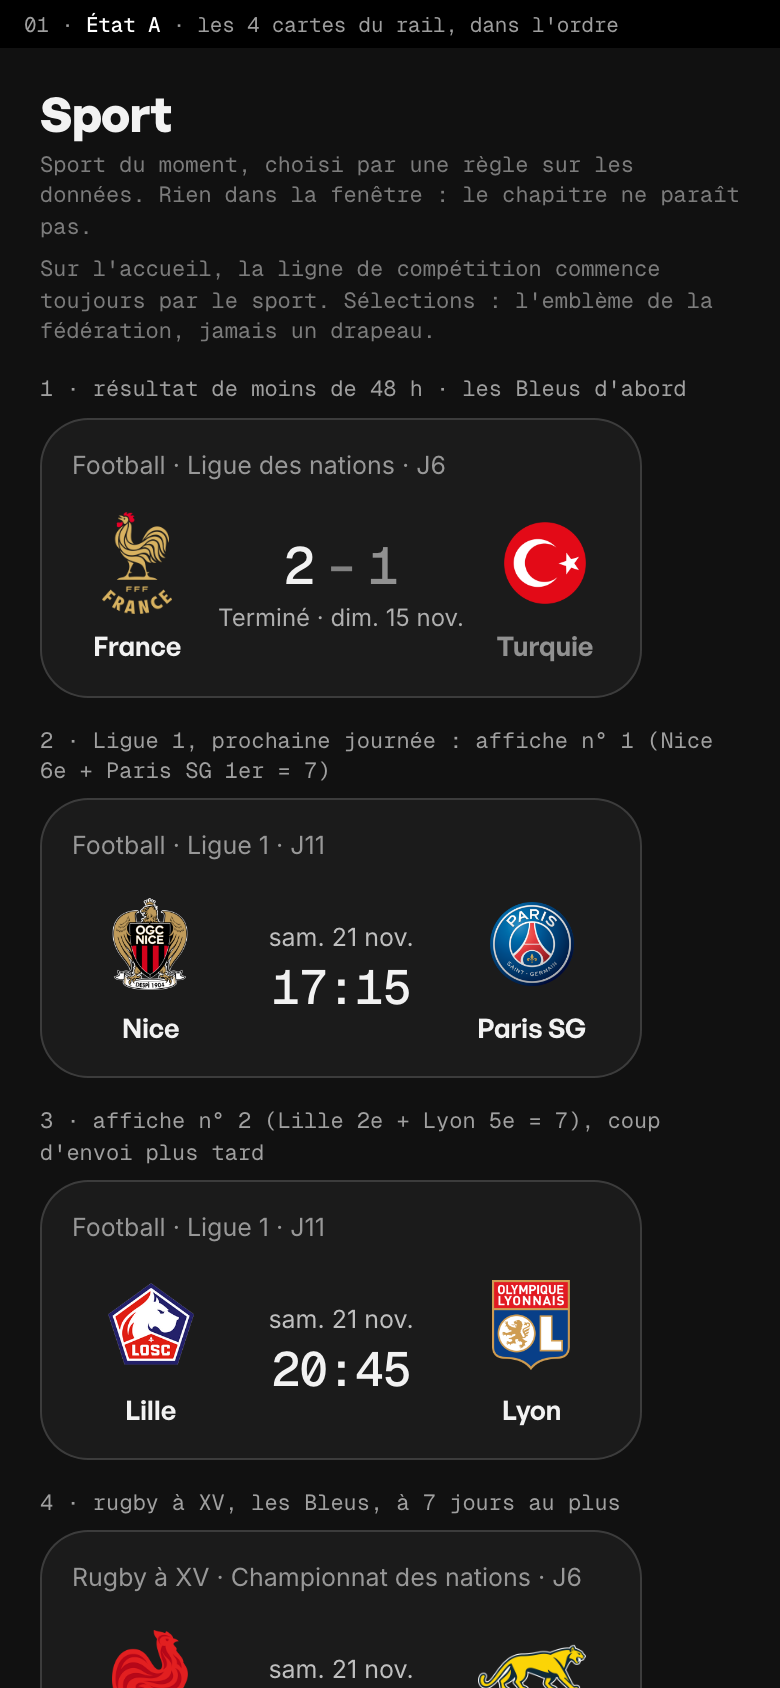 01 · État A · les 4 cartes du rail, dans l'ordre
Sport
Sport du moment, choisi par une règle sur les
données. Rien dans la fenêtre : le chapitre ne paraît
pas.
Sur l'accueil, la ligne de compétition commence
toujours par le sport. Sélections : l'emblème de la
fédération, jamais un drapeau.
1 · résultat de moins de 48 h · les Bleus d'abord
Football · Ligue des nations · J6
FFF
FRANCE
2 – 1
Terminé · dim. 15 nov.
France
Turquie
2 · Ligue 1, prochaine journée : affiche n° 1 (Nice
6e + Paris SG 1er = 7)
Football · Ligue 1 · J11
OGC
NICE
DEPUIS 1904
sam. 21 nov.
17:15
PARIS
SAINT-GERMAIN
Nice
Paris SG
3 · affiche n° 2 (Lille 2e + Lyon 5e = 7), coup
d'envoi plus tard
Football · Ligue 1 · J11
LOSC
sam. 21 nov.
20:45
OLYMPIQUE
LYONNAIS
OL
Lille
Lyon
4 · rugby à XV, les Bleus, à 7 jours au plus
Rugby à XV · Championnat des nations · J6
sam. 21 nov.